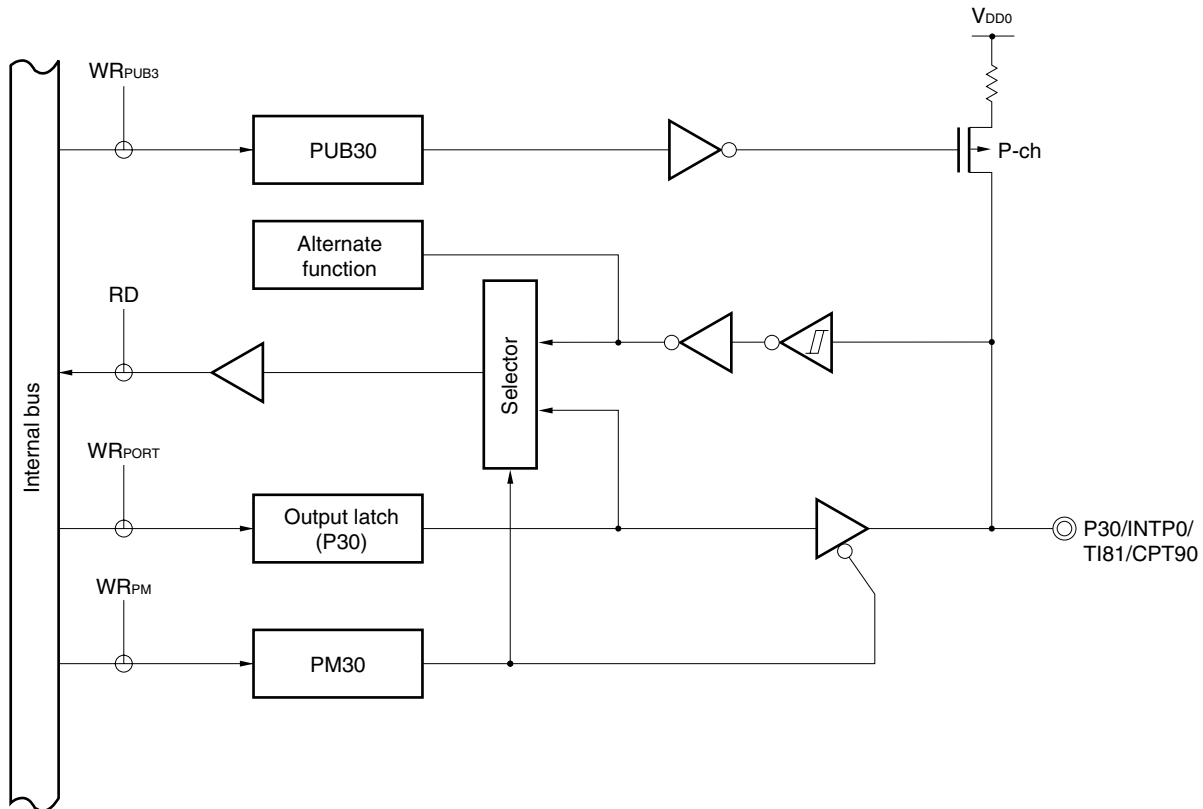 VDD0
WRPUB3
PUB30
P-ch
Alternate
function
RD
Selector
Internal bus
WRPORT
Output latch
(P30)
P30/INTP0/
TI81/CPT90
WRPM
PM30